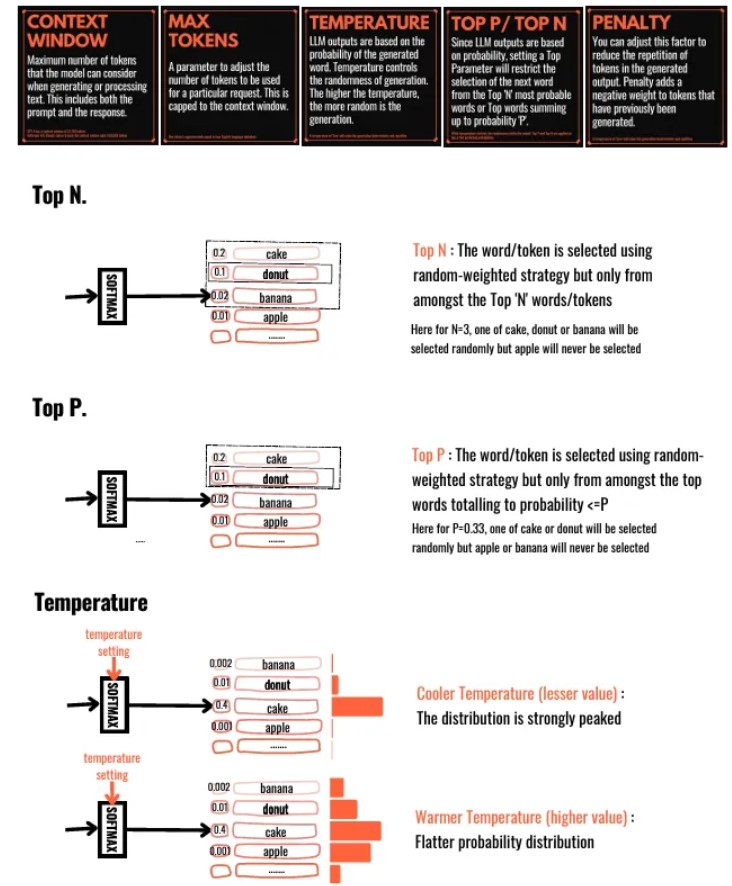 CONTEXT
WINDOW
Maximum number of tokens
that the model can consider
when generating or processing
text. This includes both the
prompt and the response.
MAX
TOKENS
A parameter to adjust the
number of tokens to be used
for a particular request. This is
capped to the context window.
TEMPERATURE
LLM outputs are based on the
probability of the generated
word, Temperature controls
the randomness of generation.
The higher the temperature,
the more random is the
generation.
TOP P/ TOP N
Since LLM outputs are based
on probability, setting a Top
Parameter will restrict the
selection of the next word
from the Top 'N' most probable
words or Top words summing
up to probability 'P'.
PENALTY
You can adjust this factor to
reduce the repetition of
tokens in the generated
output. Penalty adds a
negative weight to tokens that
have previously been
generated.
Top N.
SOFTMAX
0.2 cake
0.1 donut
0.02 banana
0.01 apple
.......
Top N : The word/token is selected using
random-weighted strategy but only from
amongst the Top 'N' words/tokens
Here for N=3, one of cake, donut or banana will be
selected randomly but apple will never be selected
Top P.
SOFTMAX
....
0.2 cake
0.1 donut
0.02 banana
0.01 apple
.......
Top P : The word/token is selected using random-
weighted strategy but only from amongst the top
words totalling to probability <=P
Here for P=0.33, one of cake or donut will be selected
randomly but apple or banana will never be selected
Temperature
temperature
setting
SOFTMAX
0.002 banana
0.01 donut
0.4 cake
0.001 apple
.......
Cooler Temperature (lesser value) :
The distribution is strongly peaked
temperature
setting
SOFTMAX
0.002 banana
0.01 donut
0.4 cake
0.001 apple
.......
Warmer Temperature (higher value) :
Flatter probability distribution